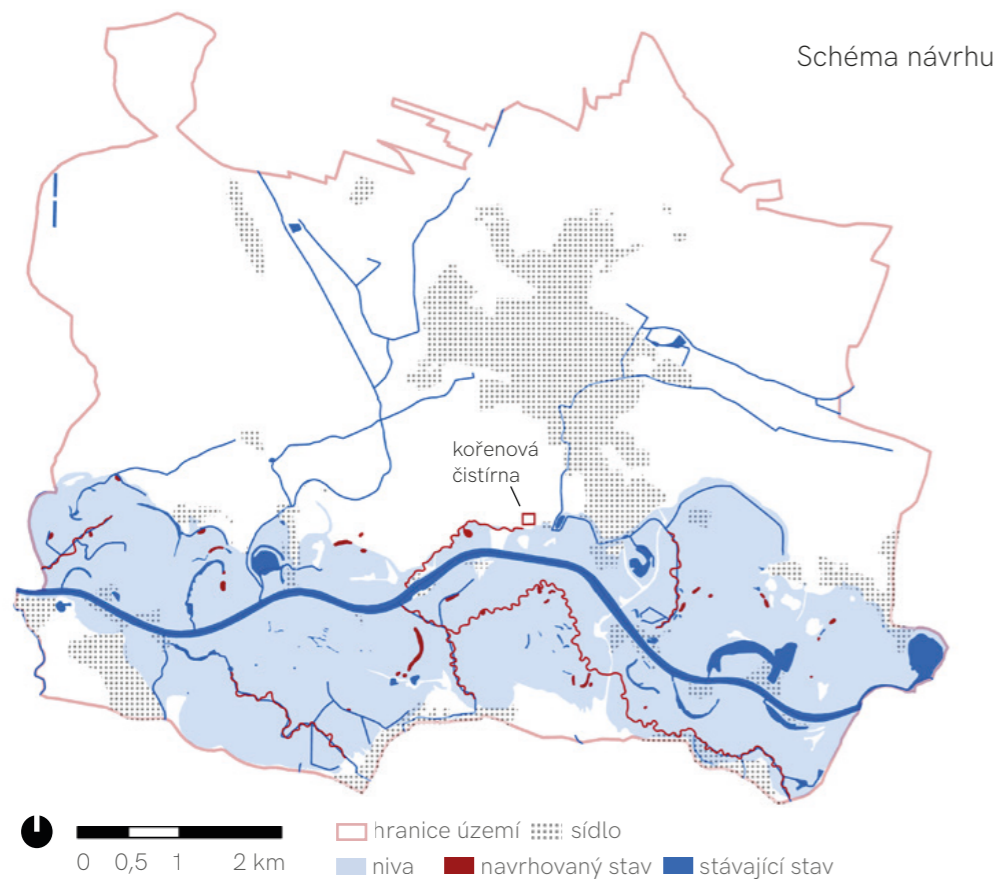 Schéma návrhu
kořenová
čistírna
hranice území sídlo
0 0,5 1 2 km
niva navrhovaný stav stávající stav